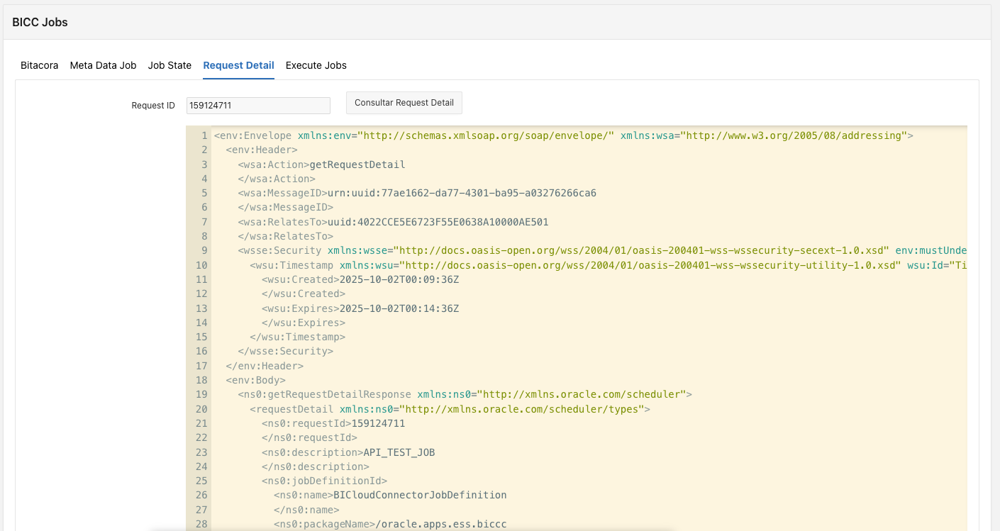 BICC Jobs
Bitacora Meta Data Job Job State Request Detail Execute Jobs
Request ID 159124711 Consultar Request Detail
1 <env:Envelope xmlns:env="http://schemas.xmlsoap.org/soap/envelope/" xmlns:wsa="http://www.w3.org/2005/08/addressing">
2 <env:Header>
3 <wsa:Action>getRequestDetail
4 </wsa:Action>
5 <wsa:MessageID>urn:uuid:77ae1662-da77-4301-ba95-a03276266ca6
6 </wsa:MessageID>
7 <wsa:RelatesTo>uuid:4022CCE5E6723F55E0638A10000AE501
8 </wsa:RelatesTo>
9 <wsse:Security xmlns:wsse="http://docs.oasis-open.org/wss/2004/01/oasis-200401-wss-wssecurity-secext-1.0.xsd" env:mustUnde
10 <wsu:Timestamp xmlns:wsu="http://docs.oasis-open.org/wss/2004/01/oasis-200401-wss-wssecurity-utility-1.0.xsd" wsu:Id="Ti
11 <wsu:Created>2025-10-02T00:09:36Z
12 </wsu:Created>
13 <wsu:Expires>2025-10-02T00:14:36Z
14 </wsu:Expires>
15 </wsu:Timestamp>
16 </wsse:Security>
17 </env:Header>
18 <env:Body>
19 <ns0:getRequestDetailResponse xmlns:ns0="http://xmlns.oracle.com/scheduler">
20 <requestDetail xmlns:ns0="http://xmlns.oracle.com/scheduler/types">
21 <ns0:requestId>159124711
22 </ns0:requestId>
23 <ns0:description>API_TEST_JOB
24 </ns0:description>
25 <ns0:jobDefinitionId>
26 <ns0:name>BICloudConnectorJobDefinition
27 </ns0:name>
28 <ns0:packageName>/oracle.apps.ess.biccc